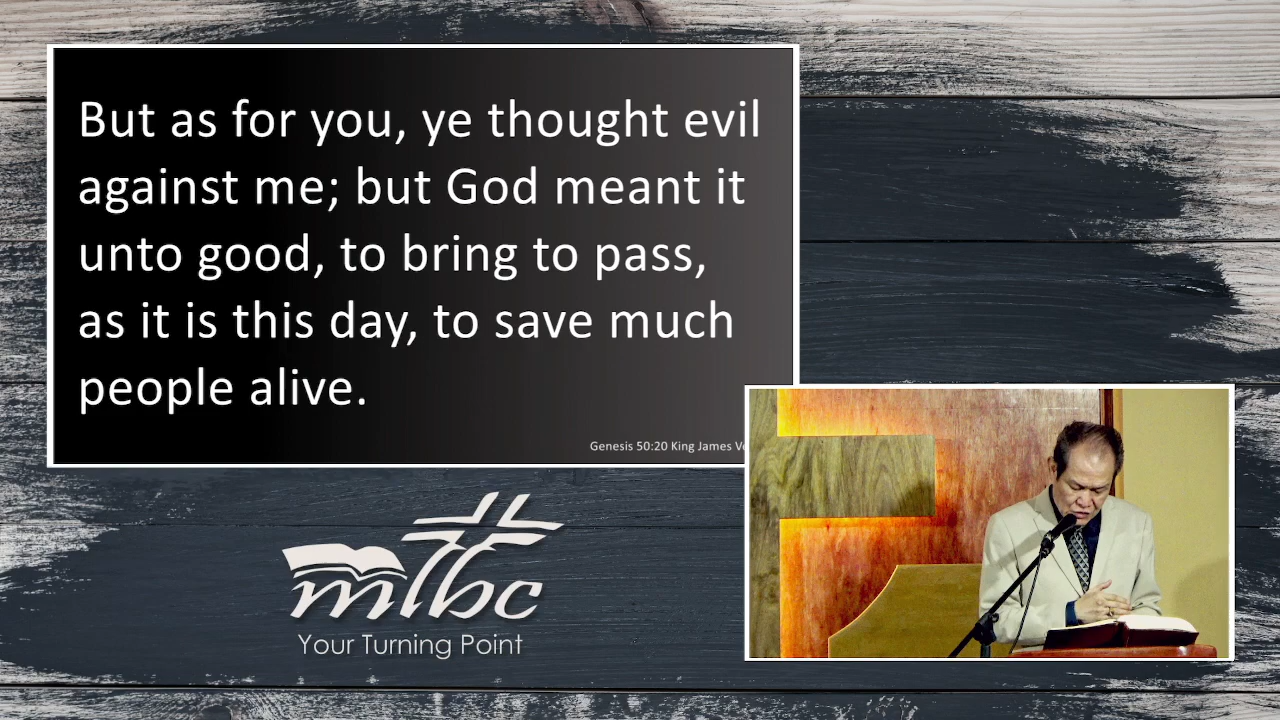 But as for you, ye thought evil
against me; but God meant it
unto good, to bring to pass,
as it is this day, to save much
people alive.
Genesis 50:20 King James
mlbc
Your Turning Point